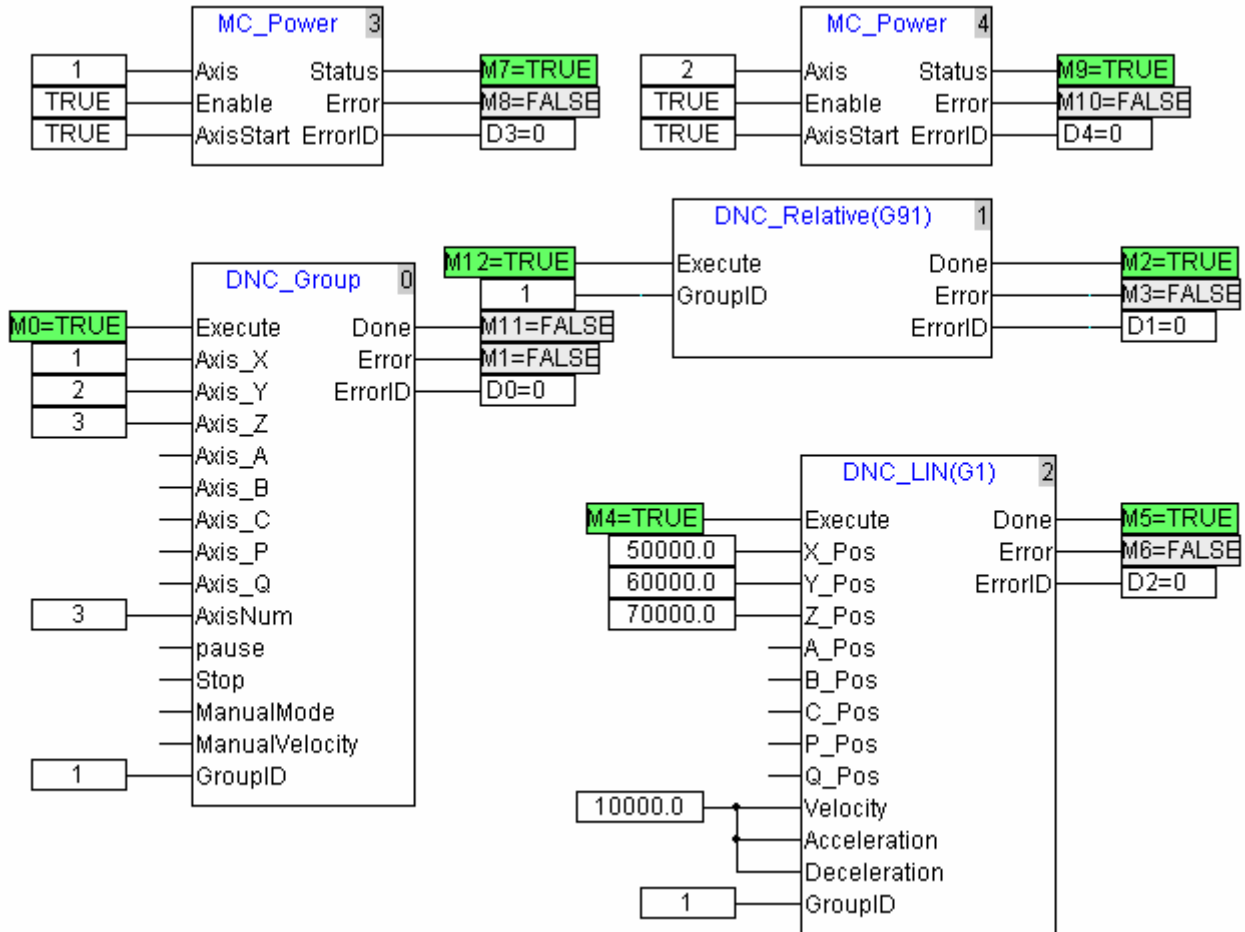 MC_Power 3 MC_Power 4
1 Axis Status M7=TRUE 2 Axis Status M9=TRUE
TRUE Enable Error M8=FALSE TRUE Enable Error M10=FALSE
TRUE AxisStart ErrorID D3=0 TRUE AxisStart ErrorID D4=0
DNC_Relative(G91) 1
M12=TRUE Execute Done M2=TRUE
1 GroupID Error M3=FALSE
ErrorID D1=0
DNC_Group 0
M0=TRUE Execute Done M11=FALSE
1 Axis_X Error M1=FALSE
2 Axis_Y ErrorID D0=0
3 Axis_Z
Axis_A
Axis_B
Axis_C
Axis_P
Axis_Q
3 AxisNum
pause
Stop
ManualMode
ManualVelocity
1 GroupID
DNC_LIN(G1) 2
M4=TRUE Execute Done M5=TRUE
50000.0 X_Pos Error M6=FALSE
60000.0 Y_Pos ErrorID D2=0
70000.0 Z_Pos
A_Pos
B_Pos
C_Pos
P_Pos
Q_Pos
10000.0 Velocity
Acceleration
Deceleration
1 GroupID